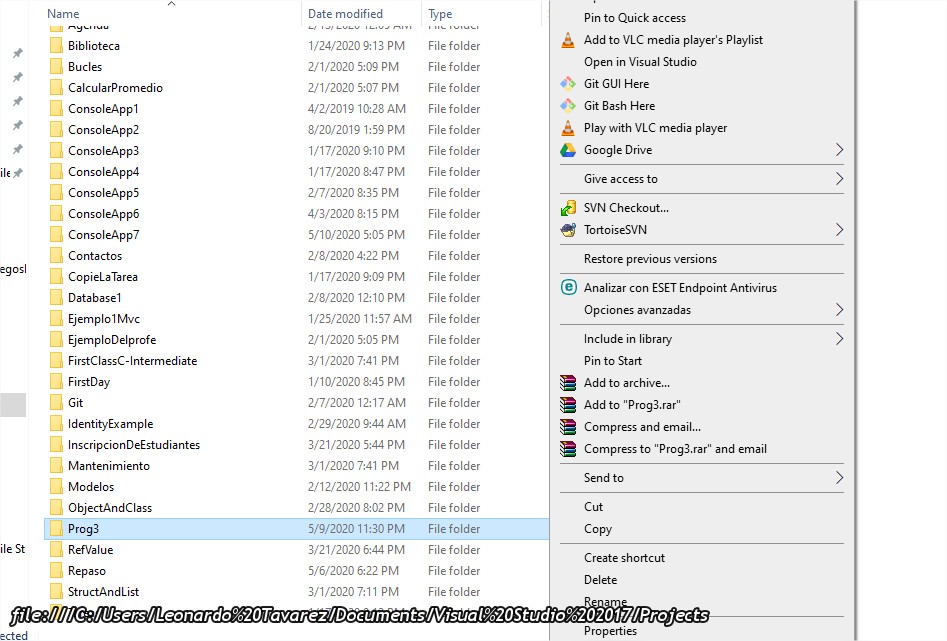 Name Date modified Type
Agenda 2/15/2020 12:05 AM File folder
Biblioteca 1/24/2020 9:13 PM File folder
Bucles 2/1/2020 5:09 PM File folder
CalcularPromedio 2/1/2020 5:07 PM File folder
ConsoleApp1 4/2/2019 10:28 AM File folder
ConsoleApp2 8/20/2019 1:59 PM File folder
ConsoleApp3 1/17/2020 9:10 PM File folder
ConsoleApp4 1/17/2020 8:47 PM File folder
ile
ConsoleApp5 2/7/2020 8:35 PM File folder
ConsoleApp6 4/3/2020 8:15 PM File folder
ConsoleApp7 5/10/2020 5:05 PM File folder
Contactos 2/8/2020 4:22 PM File folder
egosl
CopieLaTarea 1/17/2020 9:09 PM File folder
Database1 2/8/2020 12:10 PM File folder
Ejemplo1Mvc 1/25/2020 11:57 AM File folder
EjemploDelprofe 2/1/2020 5:05 PM File folder
FirstClassC-Intermediate 3/1/2020 7:41 PM File folder
FirstDay 1/10/2020 8:45 PM File folder
Git 2/7/2020 12:17 AM File folder
IdentityExample 2/29/2020 9:44 AM File folder
InscripcionDeEstudiantes 3/21/2020 5:44 PM File folder
Mantenimiento 3/1/2020 7:41 PM File folder
Modelos 2/12/2020 11:22 PM File folder
ObjectAndClass 2/28/2020 8:02 PM File folder
Prog3 5/9/2020 11:30 PM File folder
ile St
RefValue 3/21/2020 6:44 PM File folder
Repaso 5/6/2020 6:22 PM File folder
StructAndList 3/1/2020 7:11 PM File folder
file:///C:/Users/Leonardo%20Tavarez/Documents/Visual%20Studio%202017/Projects
ected
Pin to Quick access
Add to VLC media player's Playlist
Open in Visual Studio
Git GUI Here
Git Bash Here
Play with VLC media player
Google Drive
Give access to
SVN Checkout...
TortoiseSVN
Restore previous versions
Analizar con ESET Endpoint Antivirus
Opciones avanzadas
Include in library
Pin to Start
Add to archive...
Add to "Prog3.rar"
Compress and email...
Compress to "Prog3.rar" and email
Send to
Cut
Copy
Create shortcut
Delete
Rename
Properties